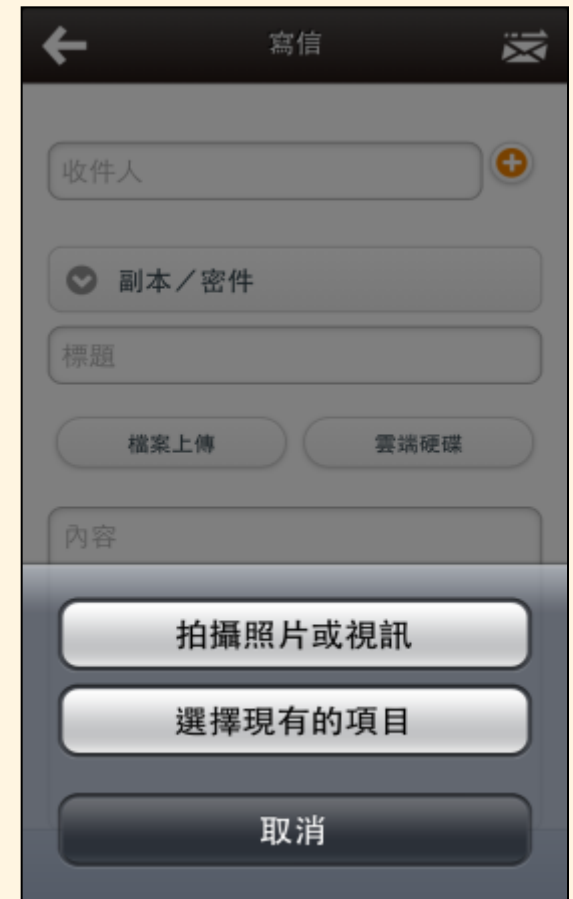 寫信
收件人
副本／密件
標題
檔案上傳
雲端硬碟
內容
拍攝照片或視訊
選擇現有的項目
取消